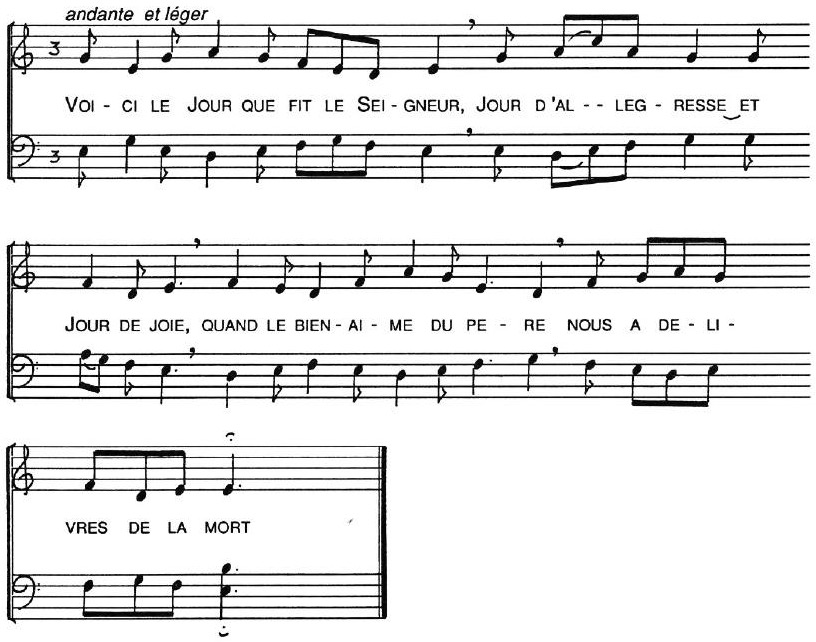 andante et léger
3
VOI - CI LE JOUR QUE FIT LE SEI - GNEUR, JOUR D'AL - - LEG - RESSE ET
3
JOUR DE JOIE, QUAND LE BIEN - AI - ME DU PE - RE NOUS A DE - LI -
VRES DE LA MORT